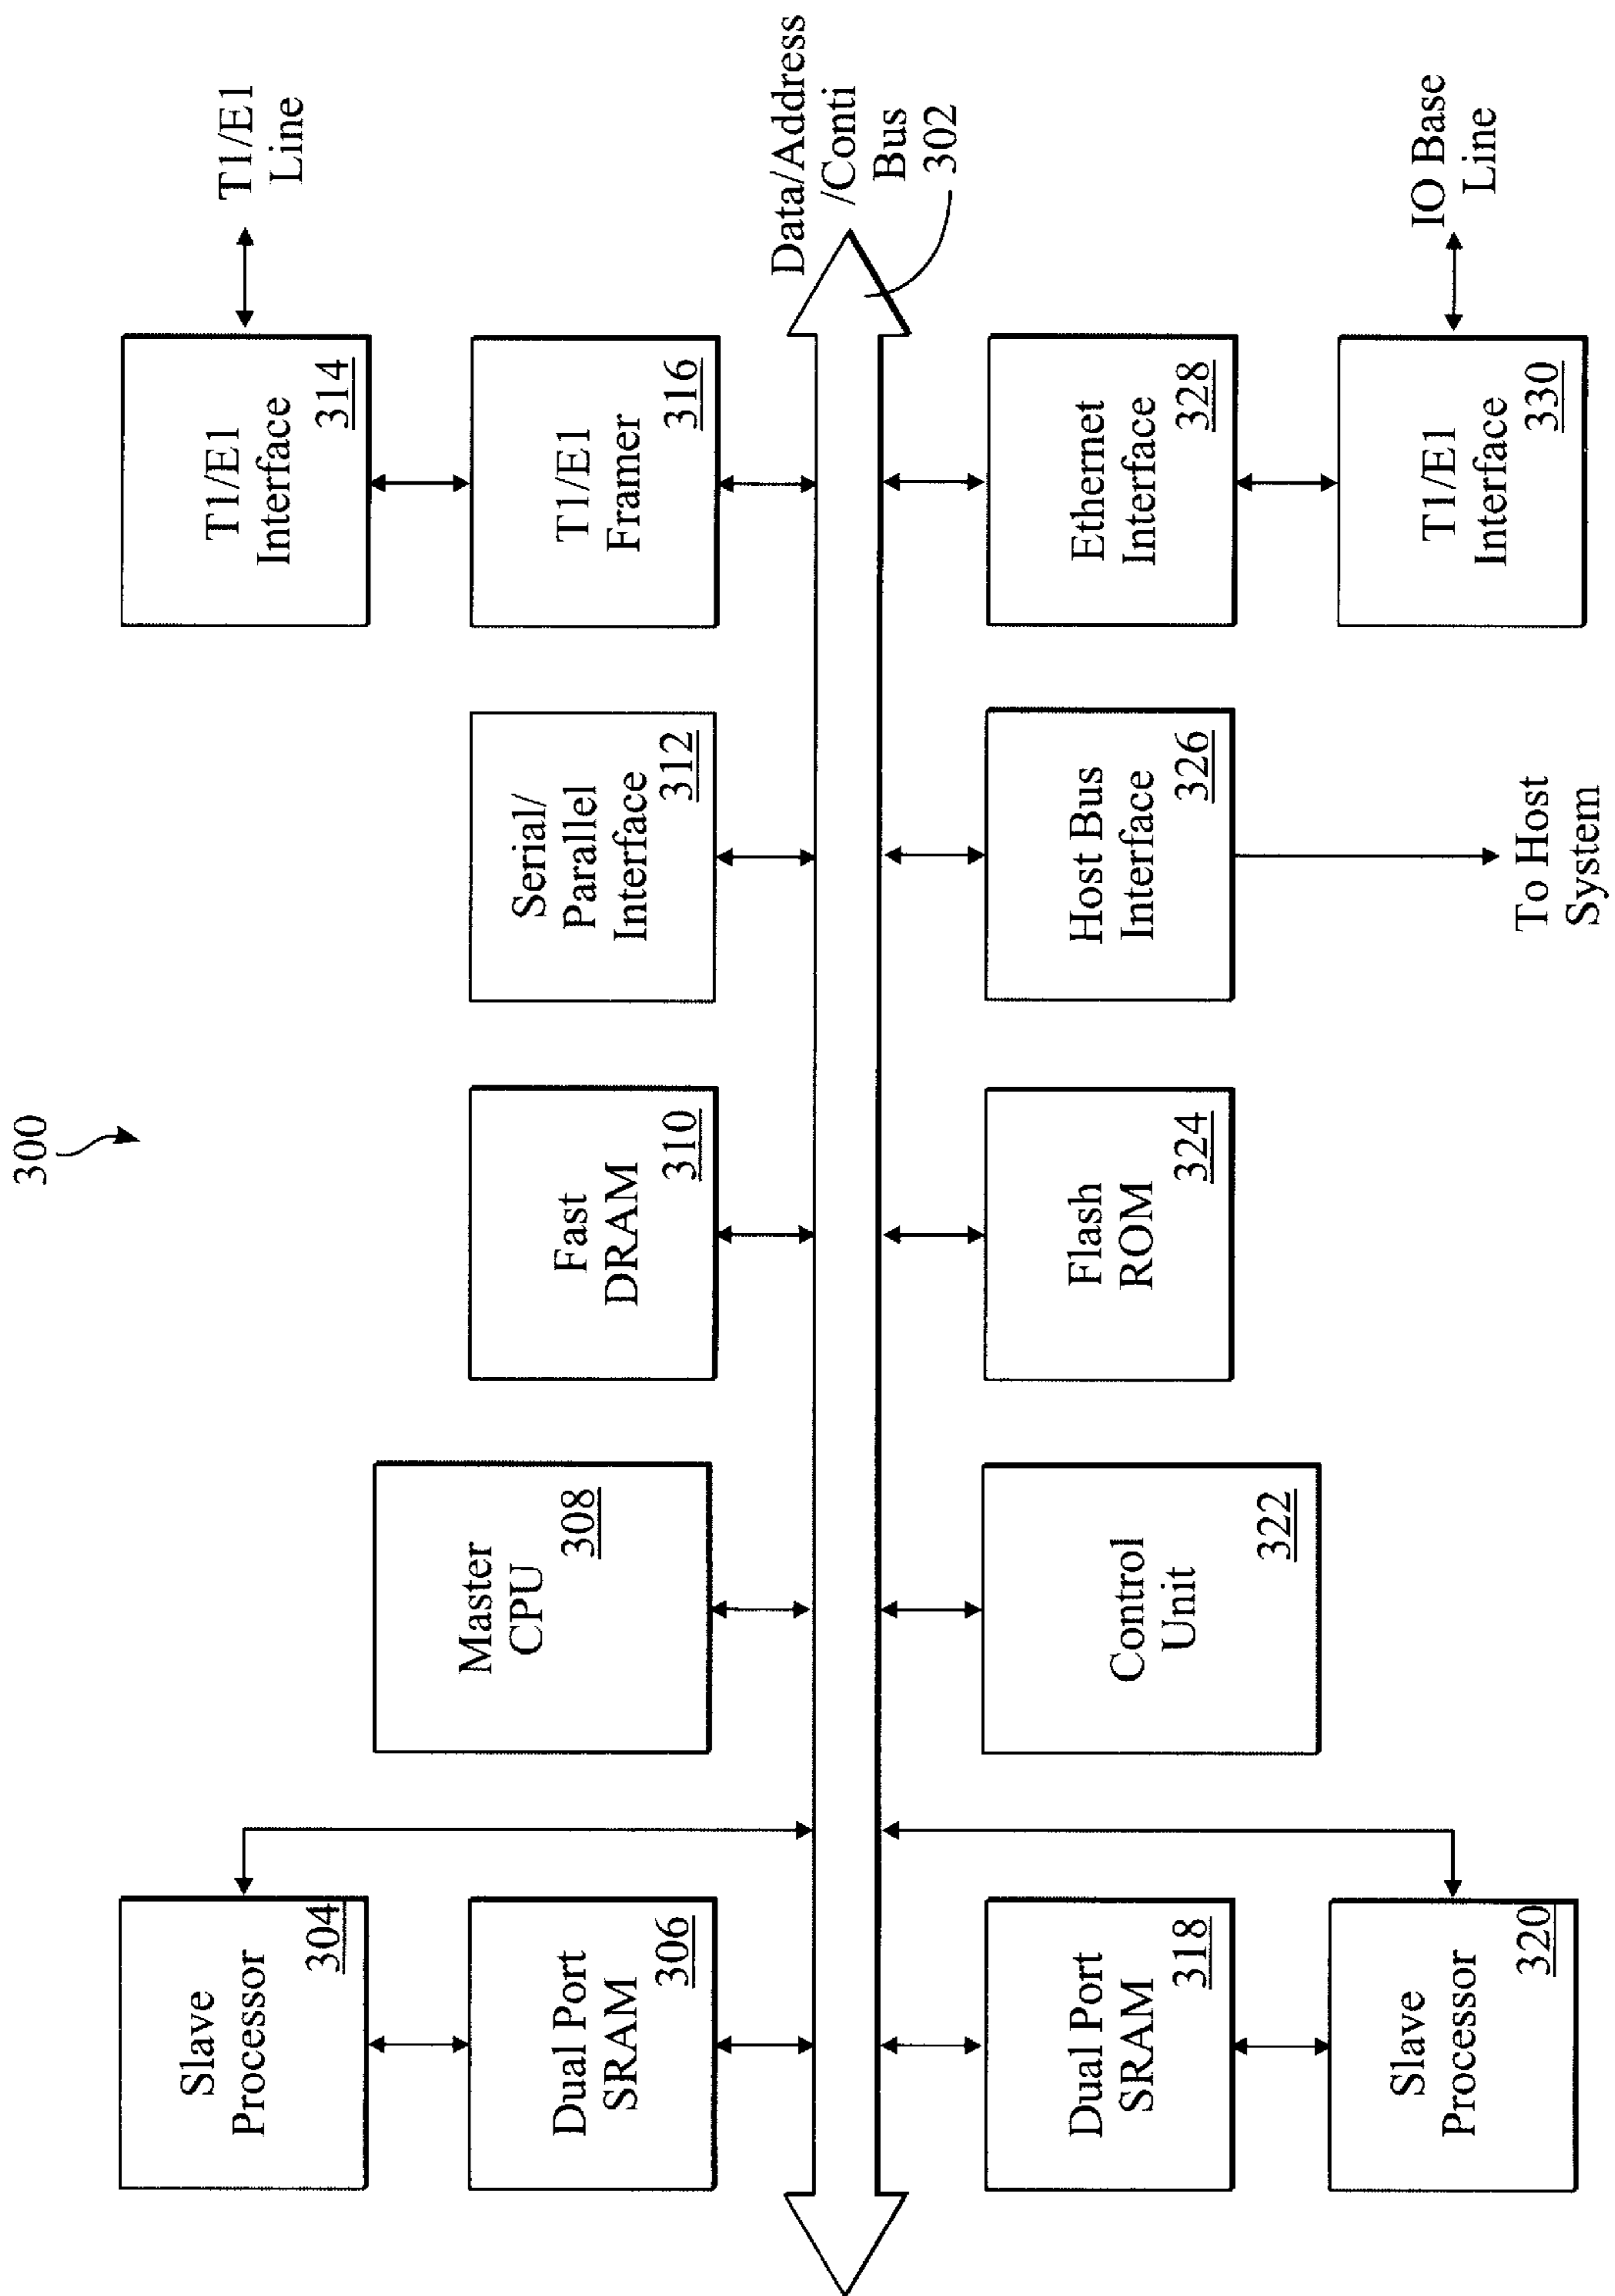 300
Slave
Processor
304
Dual Port
SRAM
306
Master
CPU
308
Fast
DRAM
310
Serial/
Parallel
Interface
312
T1/E1
Interface
314
T1/E1
Framer
316
T1/E1
Line
Data/Address
/Conti
Bus
302
Dual Port
SRAM
318
Slave
Processor
320
Control
Unit
322
Flash
ROM
324
Host Bus
Interface
326
To Host
System
Ethernet
Interface
328
T1/E1
Interface
330
IO Base
Line